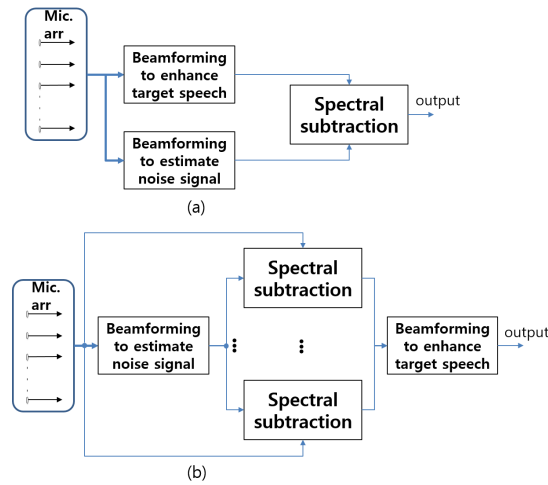 Mic.
arr
Beamforming
to enhance
target speech
Spectral
subtraction
output
Beamforming
to estimate
noise signal
(a)
Mic.
arr
Beamforming
to estimate
noise signal
Spectral
subtraction
Spectral
subtraction
Beamforming
to enhance
target speech
output
(b)